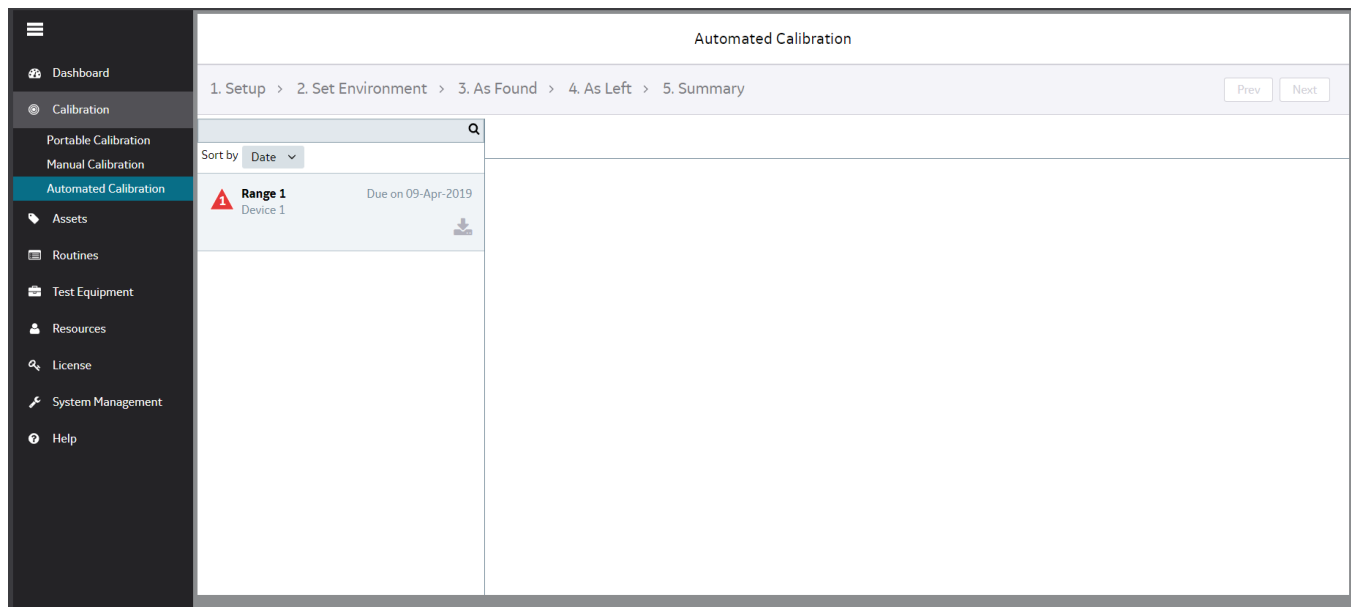 Automated Calibration
Dashboard
Calibration
Portable Calibration
Manual Calibration
Automated Calibration
Assets
Routines
Test Equipment
Resources
License
System Management
Help
1. Setup > 2. Set Environment > 3. As Found > 4. As Left > 5. Summary
Prev Next
Sort by Date
1 Range 1 Due on 09-Apr-2019
Device 1